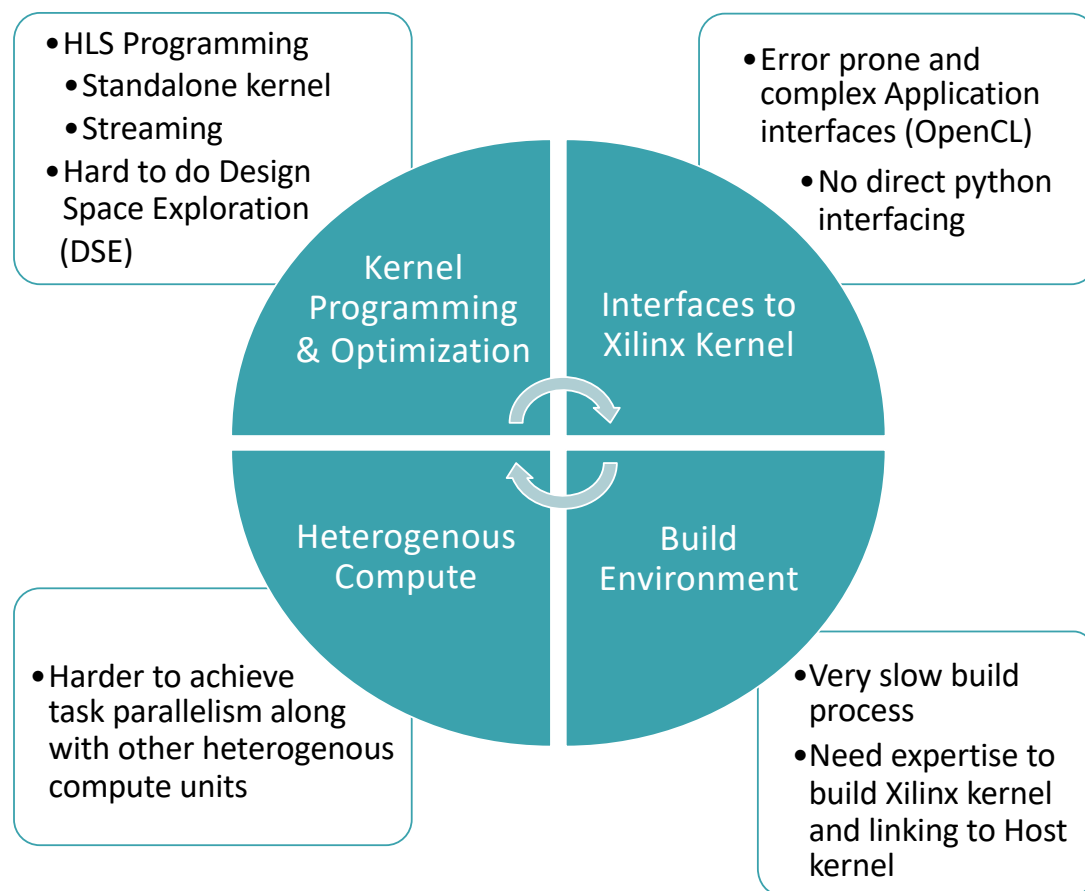 •HLS Programming
•Standalone kernel
•Streaming
•Hard to do Design
Space Exploration
(DSE)
•Error prone and
complex Application
interfaces (OpenCL)
•No direct python
interfacing
Kernel
Programming
& Optimization
Interfaces to
Xilinx Kernel
Heterogenous
Compute
Build
Environment
•Harder to achieve
task parallelism along
with other heterogenous
compute units
•Very slow build
process
•Need expertise to
build Xilinx kernel
and linking to Host
kernel